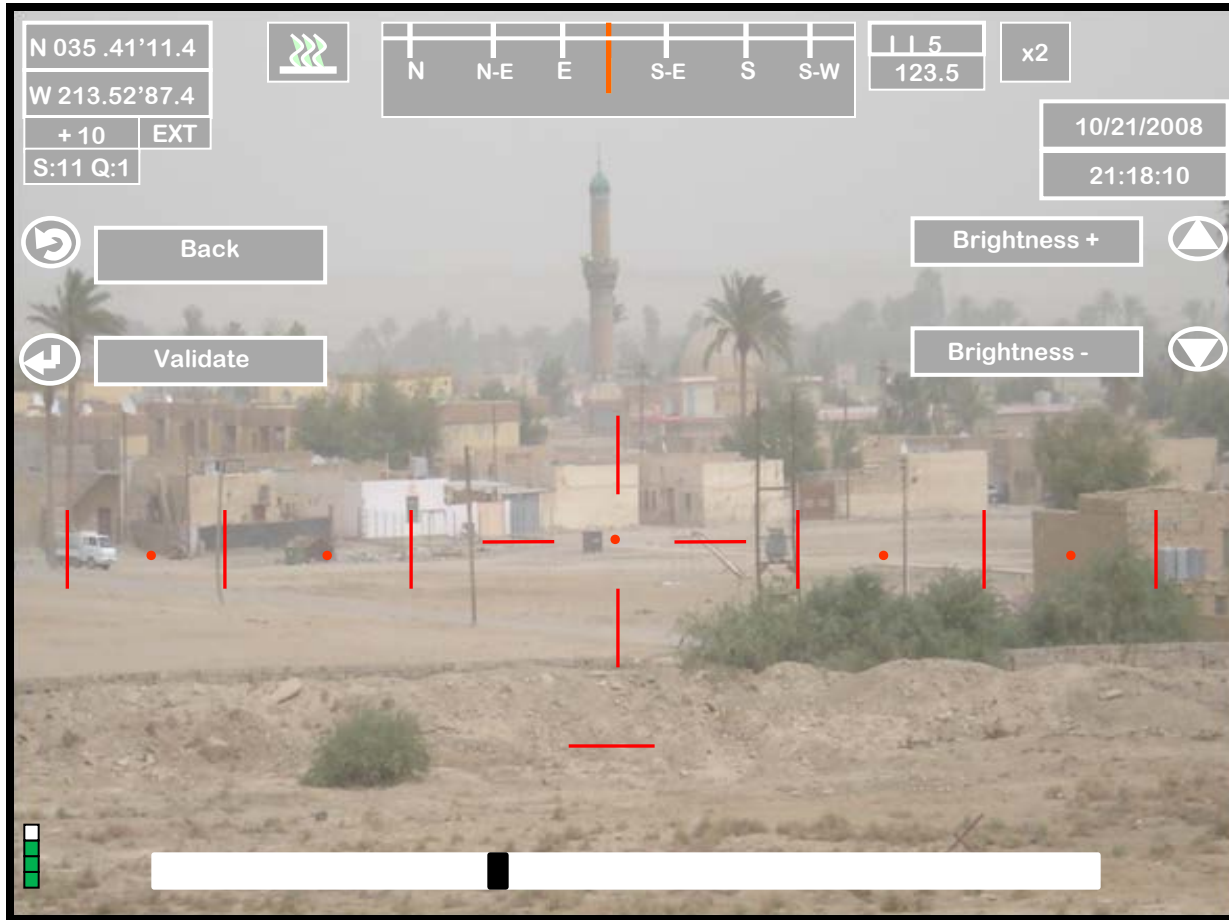 N 035 .41’11.4
W 213.52’87.4
+ 10 EXT
S:11 Q:1
N N-E E S-E S S-W
| | 5
123.5
x2
10/21/2008
21:18:10
Back
Brightness +
Validate
Brightness -